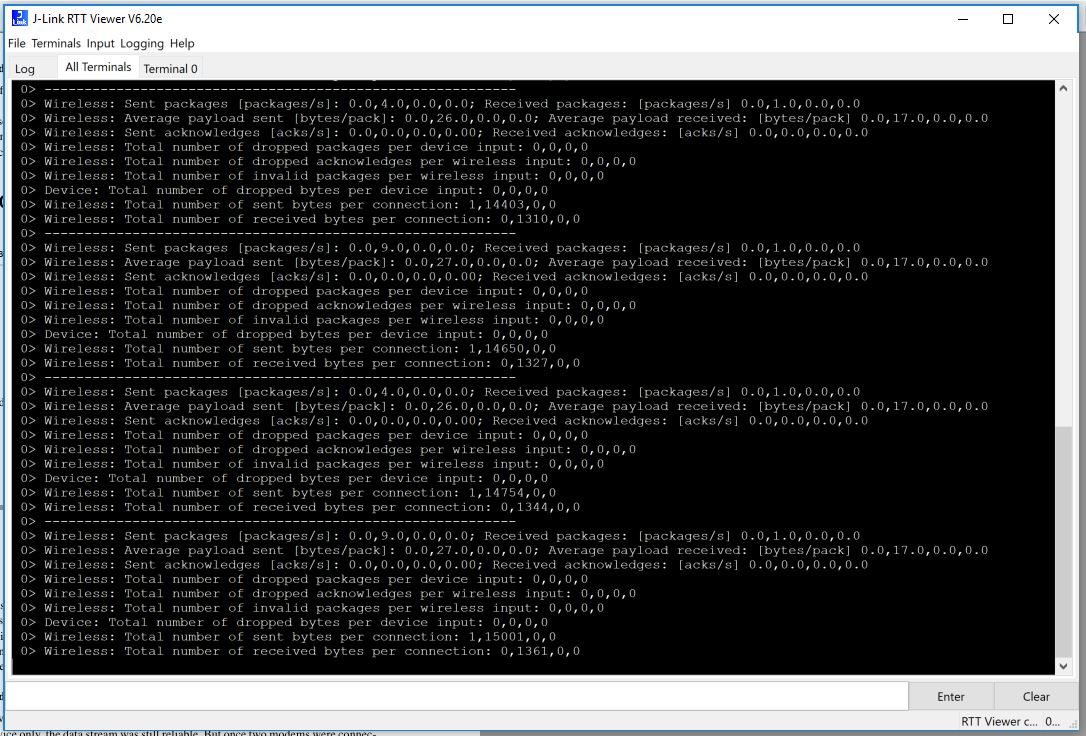 J-Link RTT Viewer V6.20e
File Terminals Input Logging Help
Log All Terminals Terminal 0
0> -----------------------------------------------------------
0> Wireless: Sent packages [packages/s]: 0.0,4.0,0.0,0.0; Received packages: [packages/s] 0.0,1.0,0.0,0.0
0> Wireless: Average payload sent [bytes/pack]: 0.0,26.0,0.0,0.0; Average payload received: [bytes/pack] 0.0,17.0,0.0,0.0
0> Wireless: Sent acknowledges [acks/s]: 0.0,0.0,0.0,0.00; Received acknowledges: [acks/s] 0.0,0.0,0.0,0.0
0> Wireless: Total number of dropped packages per device input: 0,0,0,0
0> Wireless: Total number of dropped acknowledges per wireless input: 0,0,0,0
0> Wireless: Total number of invalid packages per wireless input: 0,0,0,0
0> Device: Total number of dropped bytes per device input: 0,0,0,0
0> Wireless: Total number of sent bytes per connection: 1,14403,0,0
0> Wireless: Total number of received bytes per connection: 0,1310,0,0
0> -----------------------------------------------------------
0> Wireless: Sent packages [packages/s]: 0.0,9.0,0.0,0.0; Received packages: [packages/s] 0.0,1.0,0.0,0.0
0> Wireless: Average payload sent [bytes/pack]: 0.0,27.0,0.0,0.0; Average payload received: [bytes/pack] 0.0,17.0,0.0,0.0
0> Wireless: Sent acknowledges [acks/s]: 0.0,0.0,0.0,0.00; Received acknowledges: [acks/s] 0.0,0.0,0.0,0.0
0> Wireless: Total number of dropped packages per device input: 0,0,0,0
0> Wireless: Total number of dropped acknowledges per wireless input: 0,0,0,0
0> Wireless: Total number of invalid packages per wireless input: 0,0,0,0
0> Device: Total number of dropped bytes per device input: 0,0,0,0
0> Wireless: Total number of sent bytes per connection: 1,14650,0,0
0> Wireless: Total number of received bytes per connection: 0,1327,0,0
0> -----------------------------------------------------------
0> Wireless: Sent packages [packages/s]: 0.0,4.0,0.0,0.0; Received packages: [packages/s] 0.0,1.0,0.0,0.0
0> Wireless: Average payload sent [bytes/pack]: 0.0,26.0,0.0,0.0; Average payload received: [bytes/pack] 0.0,17.0,0.0,0.0
0> Wireless: Sent acknowledges [acks/s]: 0.0,0.0,0.0,0.00; Received acknowledges: [acks/s] 0.0,0.0,0.0,0.0
0> Wireless: Total number of dropped packages per device input: 0,0,0,0
0> Wireless: Total number of dropped acknowledges per wireless input: 0,0,0,0
0> Wireless: Total number of invalid packages per wireless input: 0,0,0,0
0> Device: Total number of dropped bytes per device input: 0,0,0,0
0> Wireless: Total number of sent bytes per connection: 1,14754,0,0
0> Wireless: Total number of received bytes per connection: 0,1344,0,0
0> -----------------------------------------------------------
0> Wireless: Sent packages [packages/s]: 0.0,9.0,0.0,0.0; Received packages: [packages/s] 0.0,1.0,0.0,0.0
0> Wireless: Average payload sent [bytes/pack]: 0.0,27.0,0.0,0.0; Average payload received: [bytes/pack] 0.0,17.0,0.0,0.0
0> Wireless: Sent acknowledges [acks/s]: 0.0,0.0,0.0,0.00; Received acknowledges: [acks/s] 0.0,0.0,0.0,0.0
0> Wireless: Total number of dropped packages per device input: 0,0,0,0
0> Wireless: Total number of dropped acknowledges per wireless input: 0,0,0,0
0> Wireless: Total number of invalid packages per wireless input: 0,0,0,0
0> Device: Total number of dropped bytes per device input: 0,0,0,0
0> Wireless: Total number of sent bytes per connection: 1,15001,0,0
0> Wireless: Total number of received bytes per connection: 0,1361,0,0
Enter Clear
RTT Viewer c... 0...
only, the data stream was still reliable. But once two modems were connec-